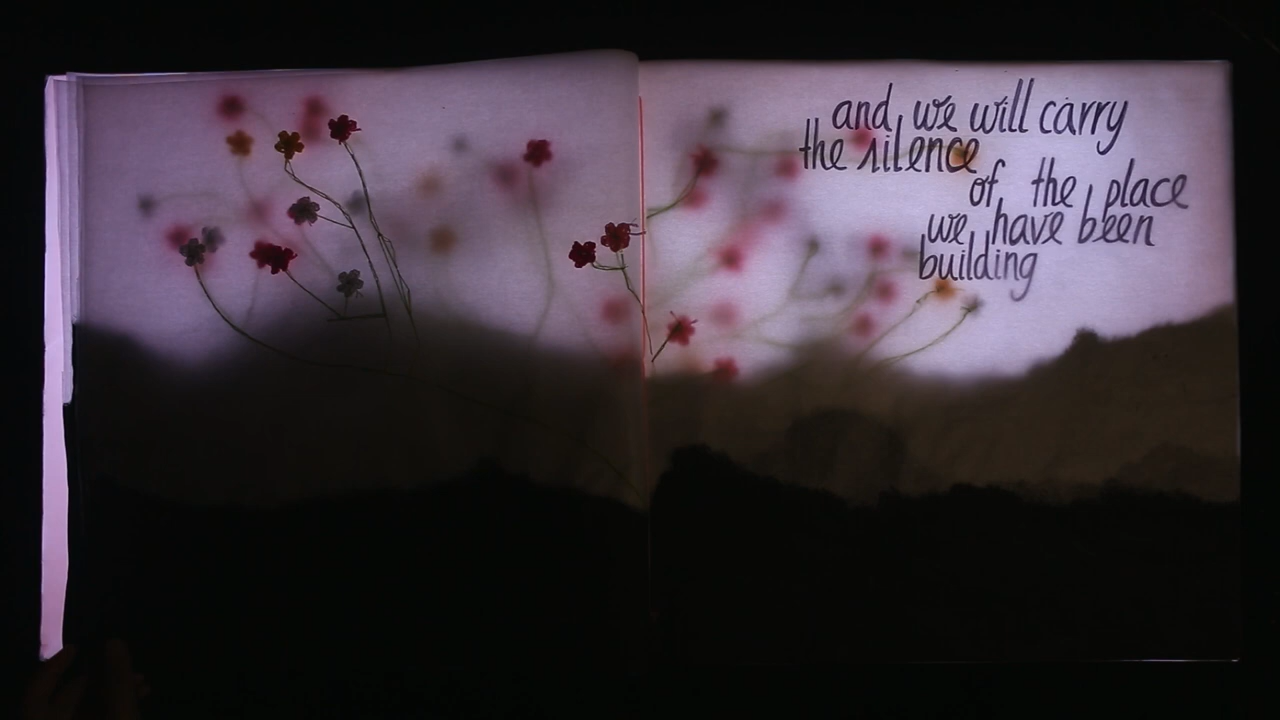 and we will carry
the silence
of the place
we have been
building